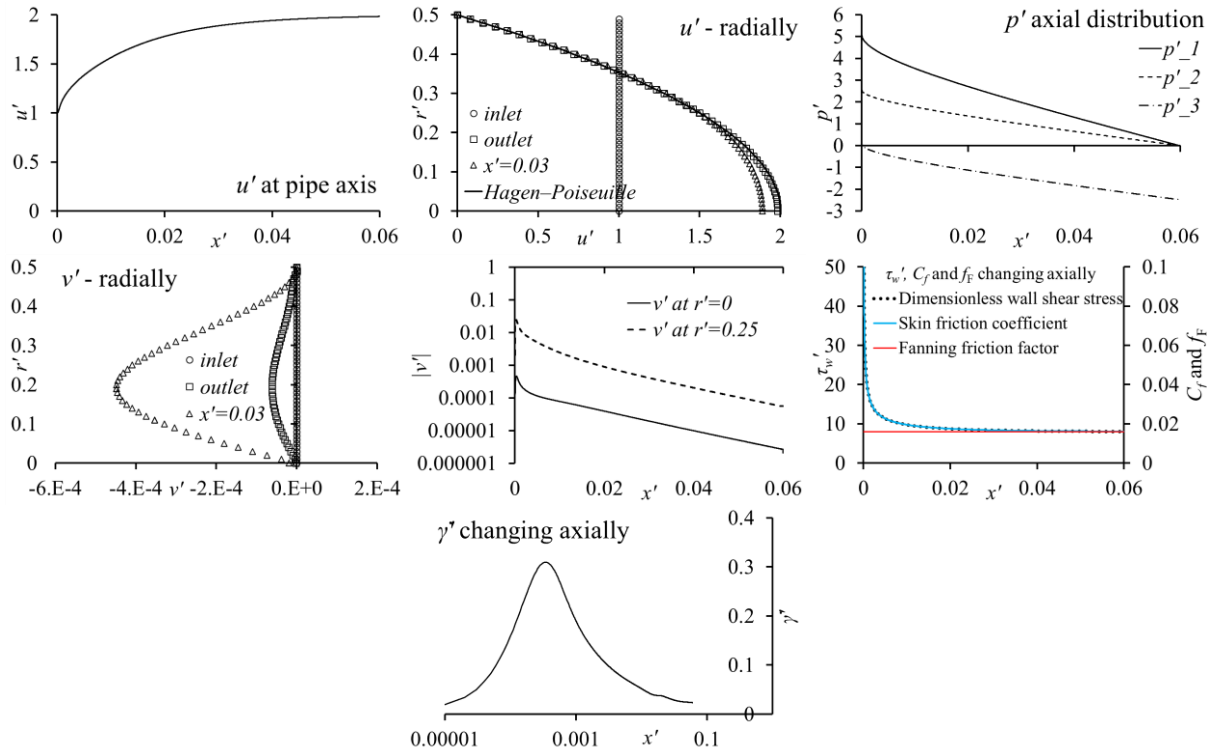 2
1
0
u'
u' at pipe axis
0
0.02
0.04
0.06
x'
0.5
0.4
0.3
0.2
0.1
0
r'
u' - radially
inlet
outlet
x'=0.03
Hagen–Poiseuille
0
0.5
1
1.5
2
u'
p' axial distribution
6
5
4
3
2
1
0
-1
-2
-3
p'
p'_1
p'_2
p'_3
0
0.02
0.04
0.06
x'
0.5
0.4
0.3
0.2
0.1
0
r'
v' - radially
inlet
outlet
x'=0.03
-6.E-4
-4.E-4
-2.E-4
0.E+0
2.E-4
v'
1
0.1
0.01
0.001
0.0001
0.00001
0.000001
|v'|
v' at r'=0
v' at r'=0.25
0
0.02
0.04
0.06
x'
50
40
30
20
10
0
τw'
τw', Cf and fF changing axially
Dimensionless wall shear stress
Skin friction coefficient
Fanning friction factor
0.1
0.08
0.06
0.04
0.02
0
Cf and fF
0
0.02
0.04
0.06
x'
γ' changing axially
0.4
0.3
0.2
0.1
0
γ'
0.00001
0.001
0.1
x'